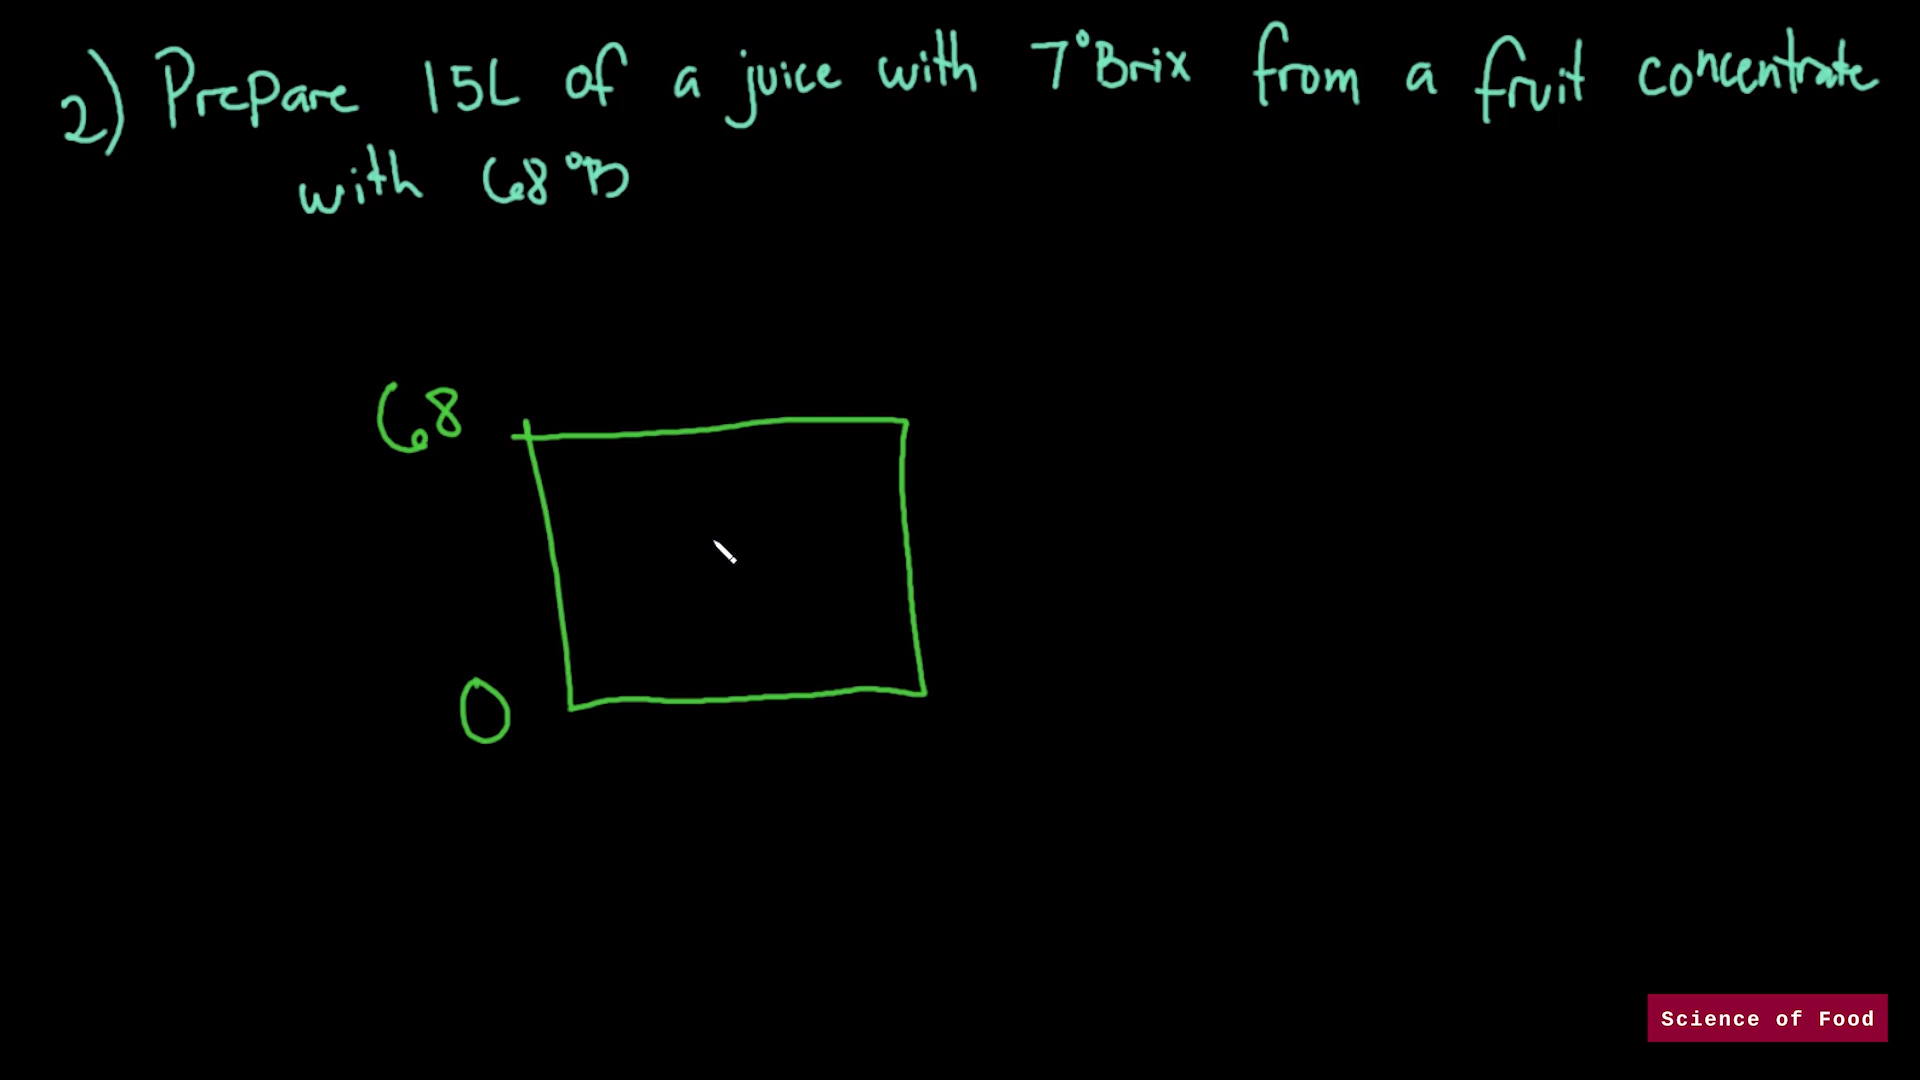 2) Prepare 15L of a juice with 7°Brix from a fruit concentrate
with 68°B
68
0
Science of Food